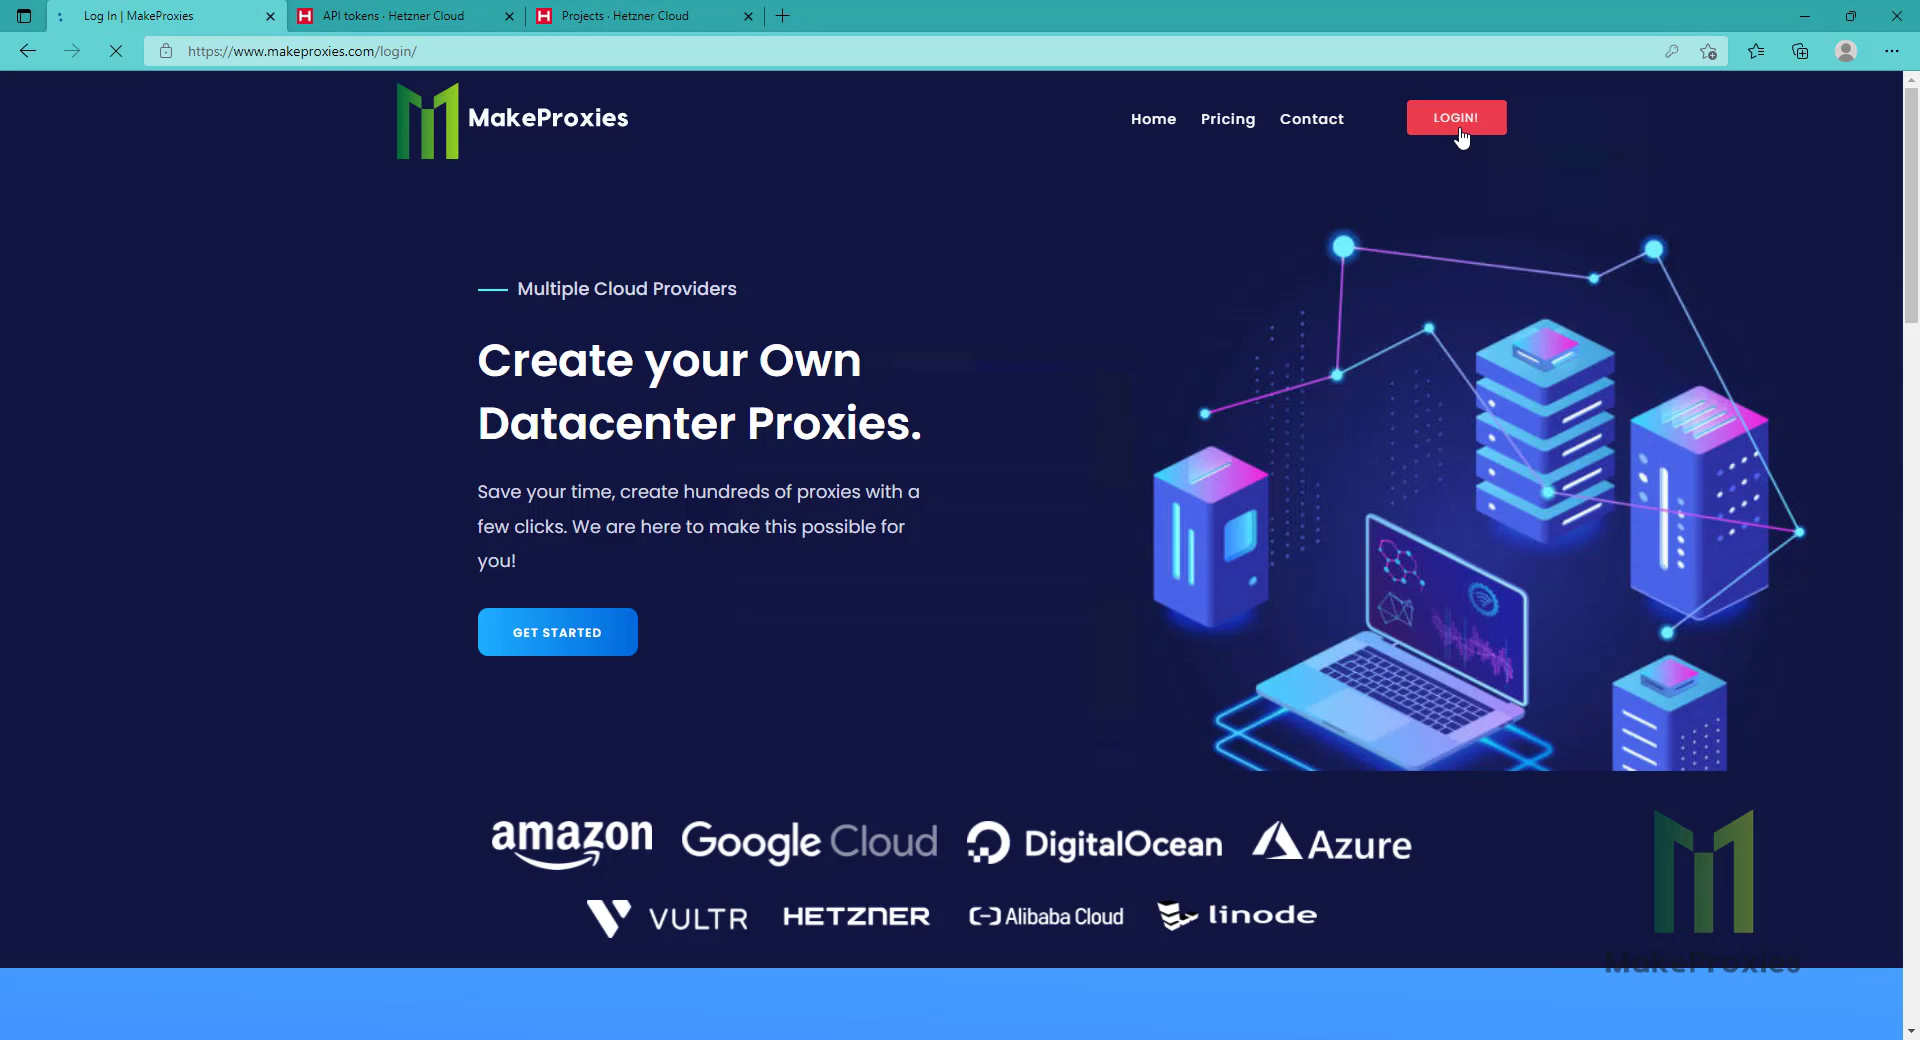 Log In | MakeProxies
API tokens · Hetzner Cloud
Projects · Hetzner Cloud
https://www.makeproxies.com/login/
MakeProxies
Home
Pricing
Contact
LOGIN!
Multiple Cloud Providers
Create your Own
Datacenter Proxies.
Save your time, create hundreds of proxies with a
few clicks. We are here to make this possible for
you!
GET STARTED
amazon
Google Cloud
DigitalOcean
Azure
VULTR
HETZNER
Alibaba Cloud
linode
MakeProxies